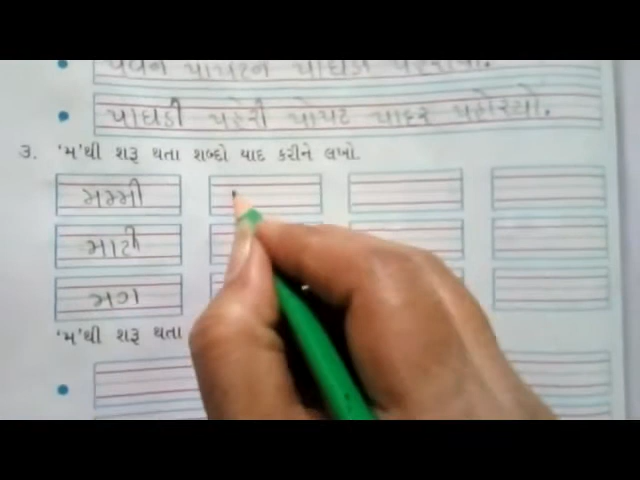 પાઘડી પહેરી પોપટ પાદર પહોંચ્યો.
૩. 'મ'થી શરૂ થતા શબ્દો યાદ કરીને લખો.
મમ્મી
માટી
મગ
'મ'થી શરૂ થતા